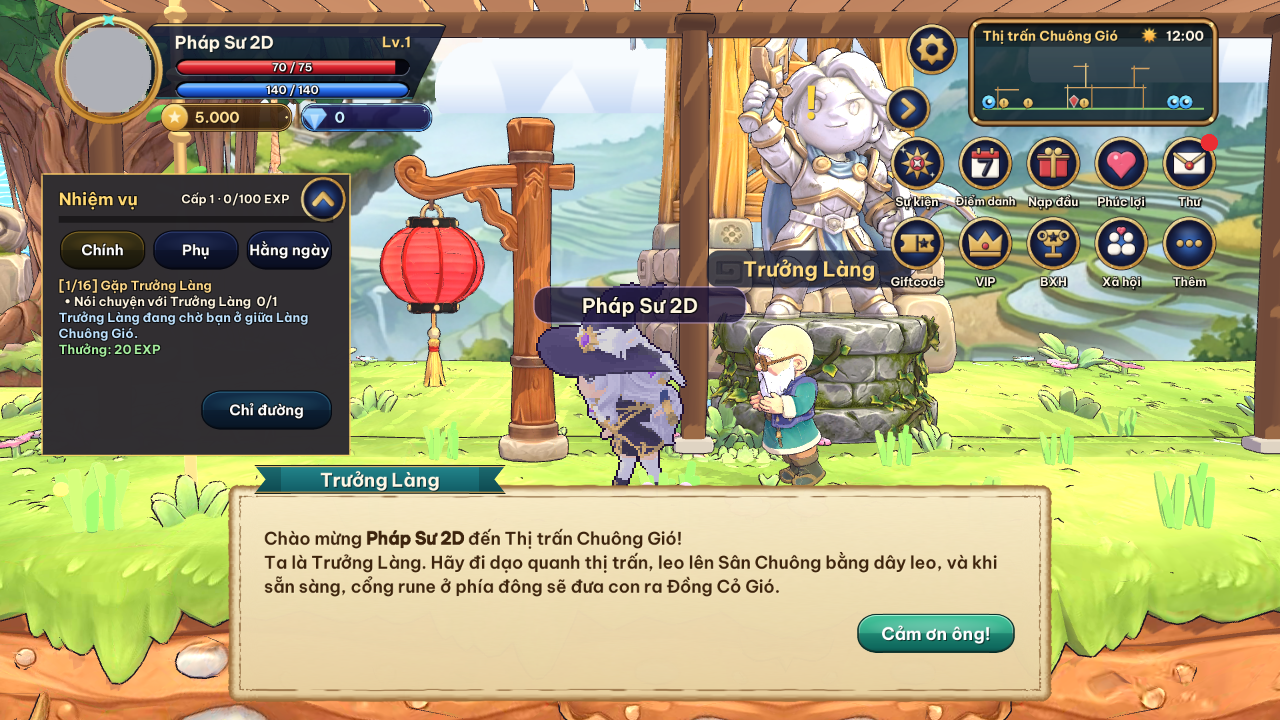 Pháp Sư 2D
Lv.1
70 / 75
140 / 140
5.000
0
Thị trấn Chuông Gió
12:00
Sự kiện
Điểm danh
Nạp đầu
Phúc lợi
Thư
Giftcode
VIP
BXH
Xã hội
Thêm
Nhiệm vụ
Cấp 1 · 0/100 EXP
Chính
Phụ
Hằng ngày
[1/16] Gặp Trưởng Làng
• Nói chuyện với Trưởng Làng 0/1
Trưởng Làng đang chờ bạn ở giữa Làng
Chuông Gió.
Thưởng: 20 EXP
Chỉ đường
Trưởng Làng
Pháp Sư 2D
Trưởng Làng
Chào mừng Pháp Sư 2D đến Thị trấn Chuông Gió!
Ta là Trưởng Làng. Hãy đi dạo quanh thị trấn, leo lên Sân Chuông bằng dây leo, và khi
sẵn sàng, cổng rune ở phía đông sẽ đưa con ra Đồng Cỏ Gió.
Cảm ơn ông!